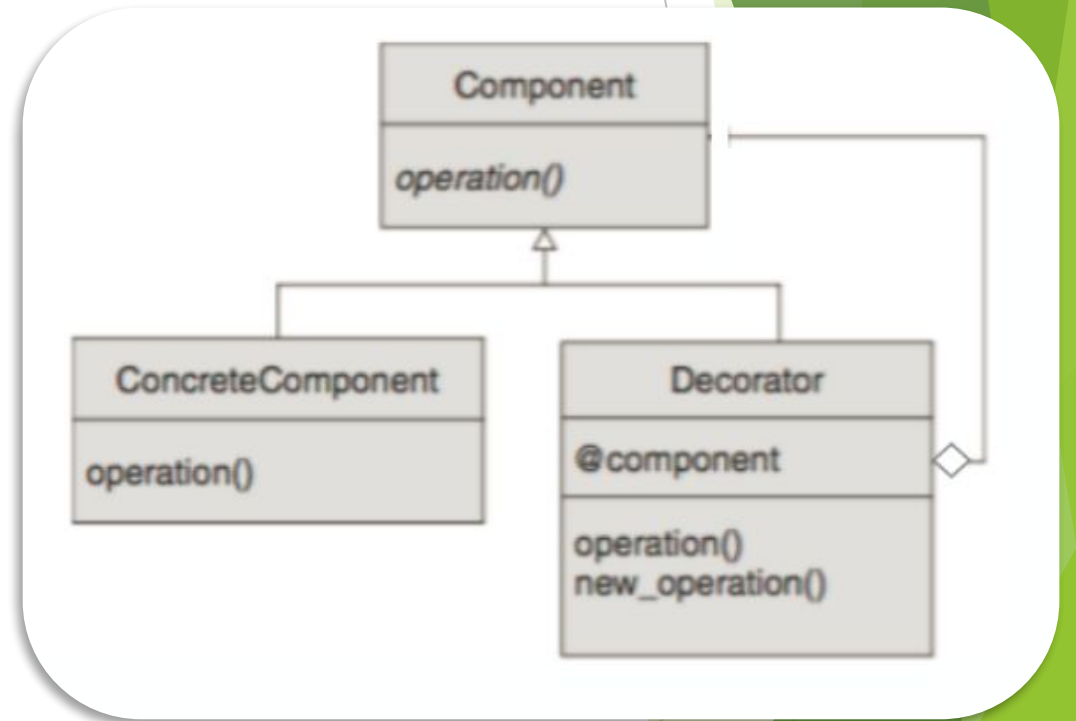 Component
operation()
ConcreteComponent
operation()
Decorator
@component
operation()
new_operation()